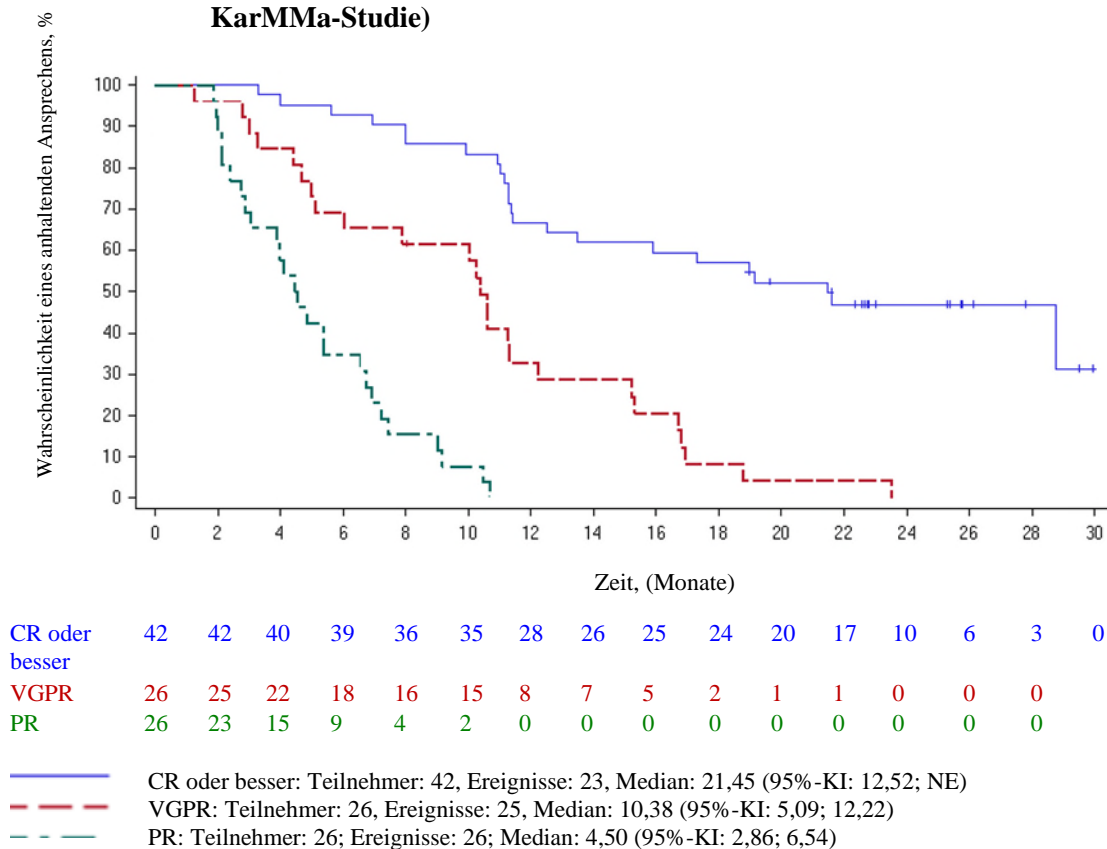 KarMMa-Studie)
Wahrscheinlichkeit eines anhaltenden Ansprechens, %
100
90
80
70
60
50
40
30
20
10
0
0 2 4 6 8 10 12 14 16 18 20 22 24 26 28 30
Zeit, (Monate)
CR oder besser 42 42 40 39 36 35 28 26 25 24 20 17 10 6 3 0
VGPR 26 25 22 18 16 15 8 7 5 2 1 1 0 0 0
PR 26 23 15 9 4 2 0 0 0 0 0 0 0 0 0
CR oder besser: Teilnehmer: 42, Ereignisse: 23, Median: 21,45 (95%-KI: 12,52; NE)
VGPR: Teilnehmer: 26, Ereignisse: 25, Median: 10,38 (95%-KI: 5,09; 12,22)
PR: Teilnehmer: 26; Ereignisse: 26; Median: 4,50 (95%-KI: 2,86; 6,54)